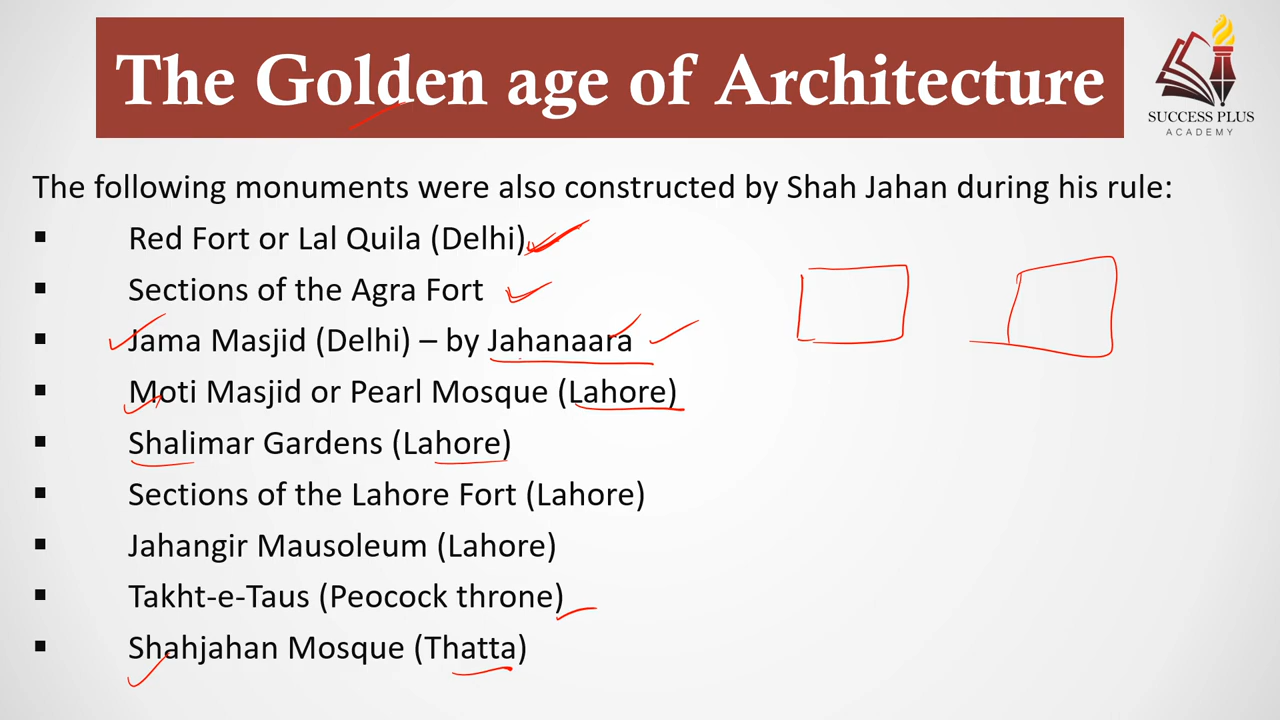 The Golden age of Architecture
SUCCESS PLUS
ACADEMY
The following monuments were also constructed by Shah Jahan during his rule:
▪ Red Fort or Lal Quila (Delhi)
▪ Sections of the Agra Fort
▪ Jama Masjid (Delhi) – by Jahanaara
▪ Moti Masjid or Pearl Mosque (Lahore)
▪ Shalimar Gardens (Lahore)
▪ Sections of the Lahore Fort (Lahore)
▪ Jahangir Mausoleum (Lahore)
▪ Takht-e-Taus (Peocock throne)
▪ Shahjahan Mosque (Thatta)